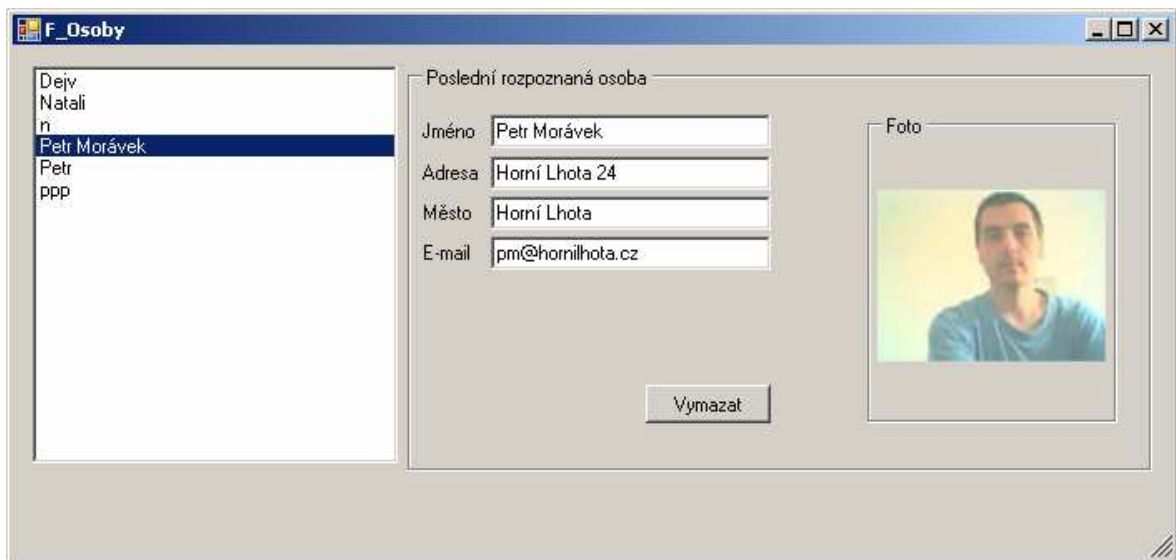 F_Osoby
Dejv
Natali
n
Petr Morávek
Petr
ppp
Poslední rozpoznaná osoba
Jméno Petr Morávek
Adresa Horní Lhota 24
Město Horní Lhota
E-mail pm@hornilhota.cz
Vymazat
Foto